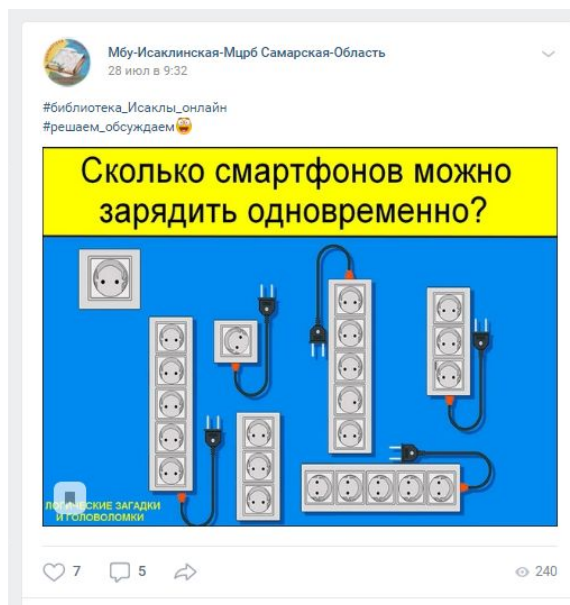 Мбу-Исаклинская-Мцрб Самарская-Область
28 июл в 9:32
#библиотека_Исаклы_онлайн
#решаем_обсуждаем
Сколько смартфонов можно
зарядить одновременно?
ЛОГИЧЕСКИЕ ЗАГАДКИ
И ГОЛОВОЛОМКИ
7
5
240